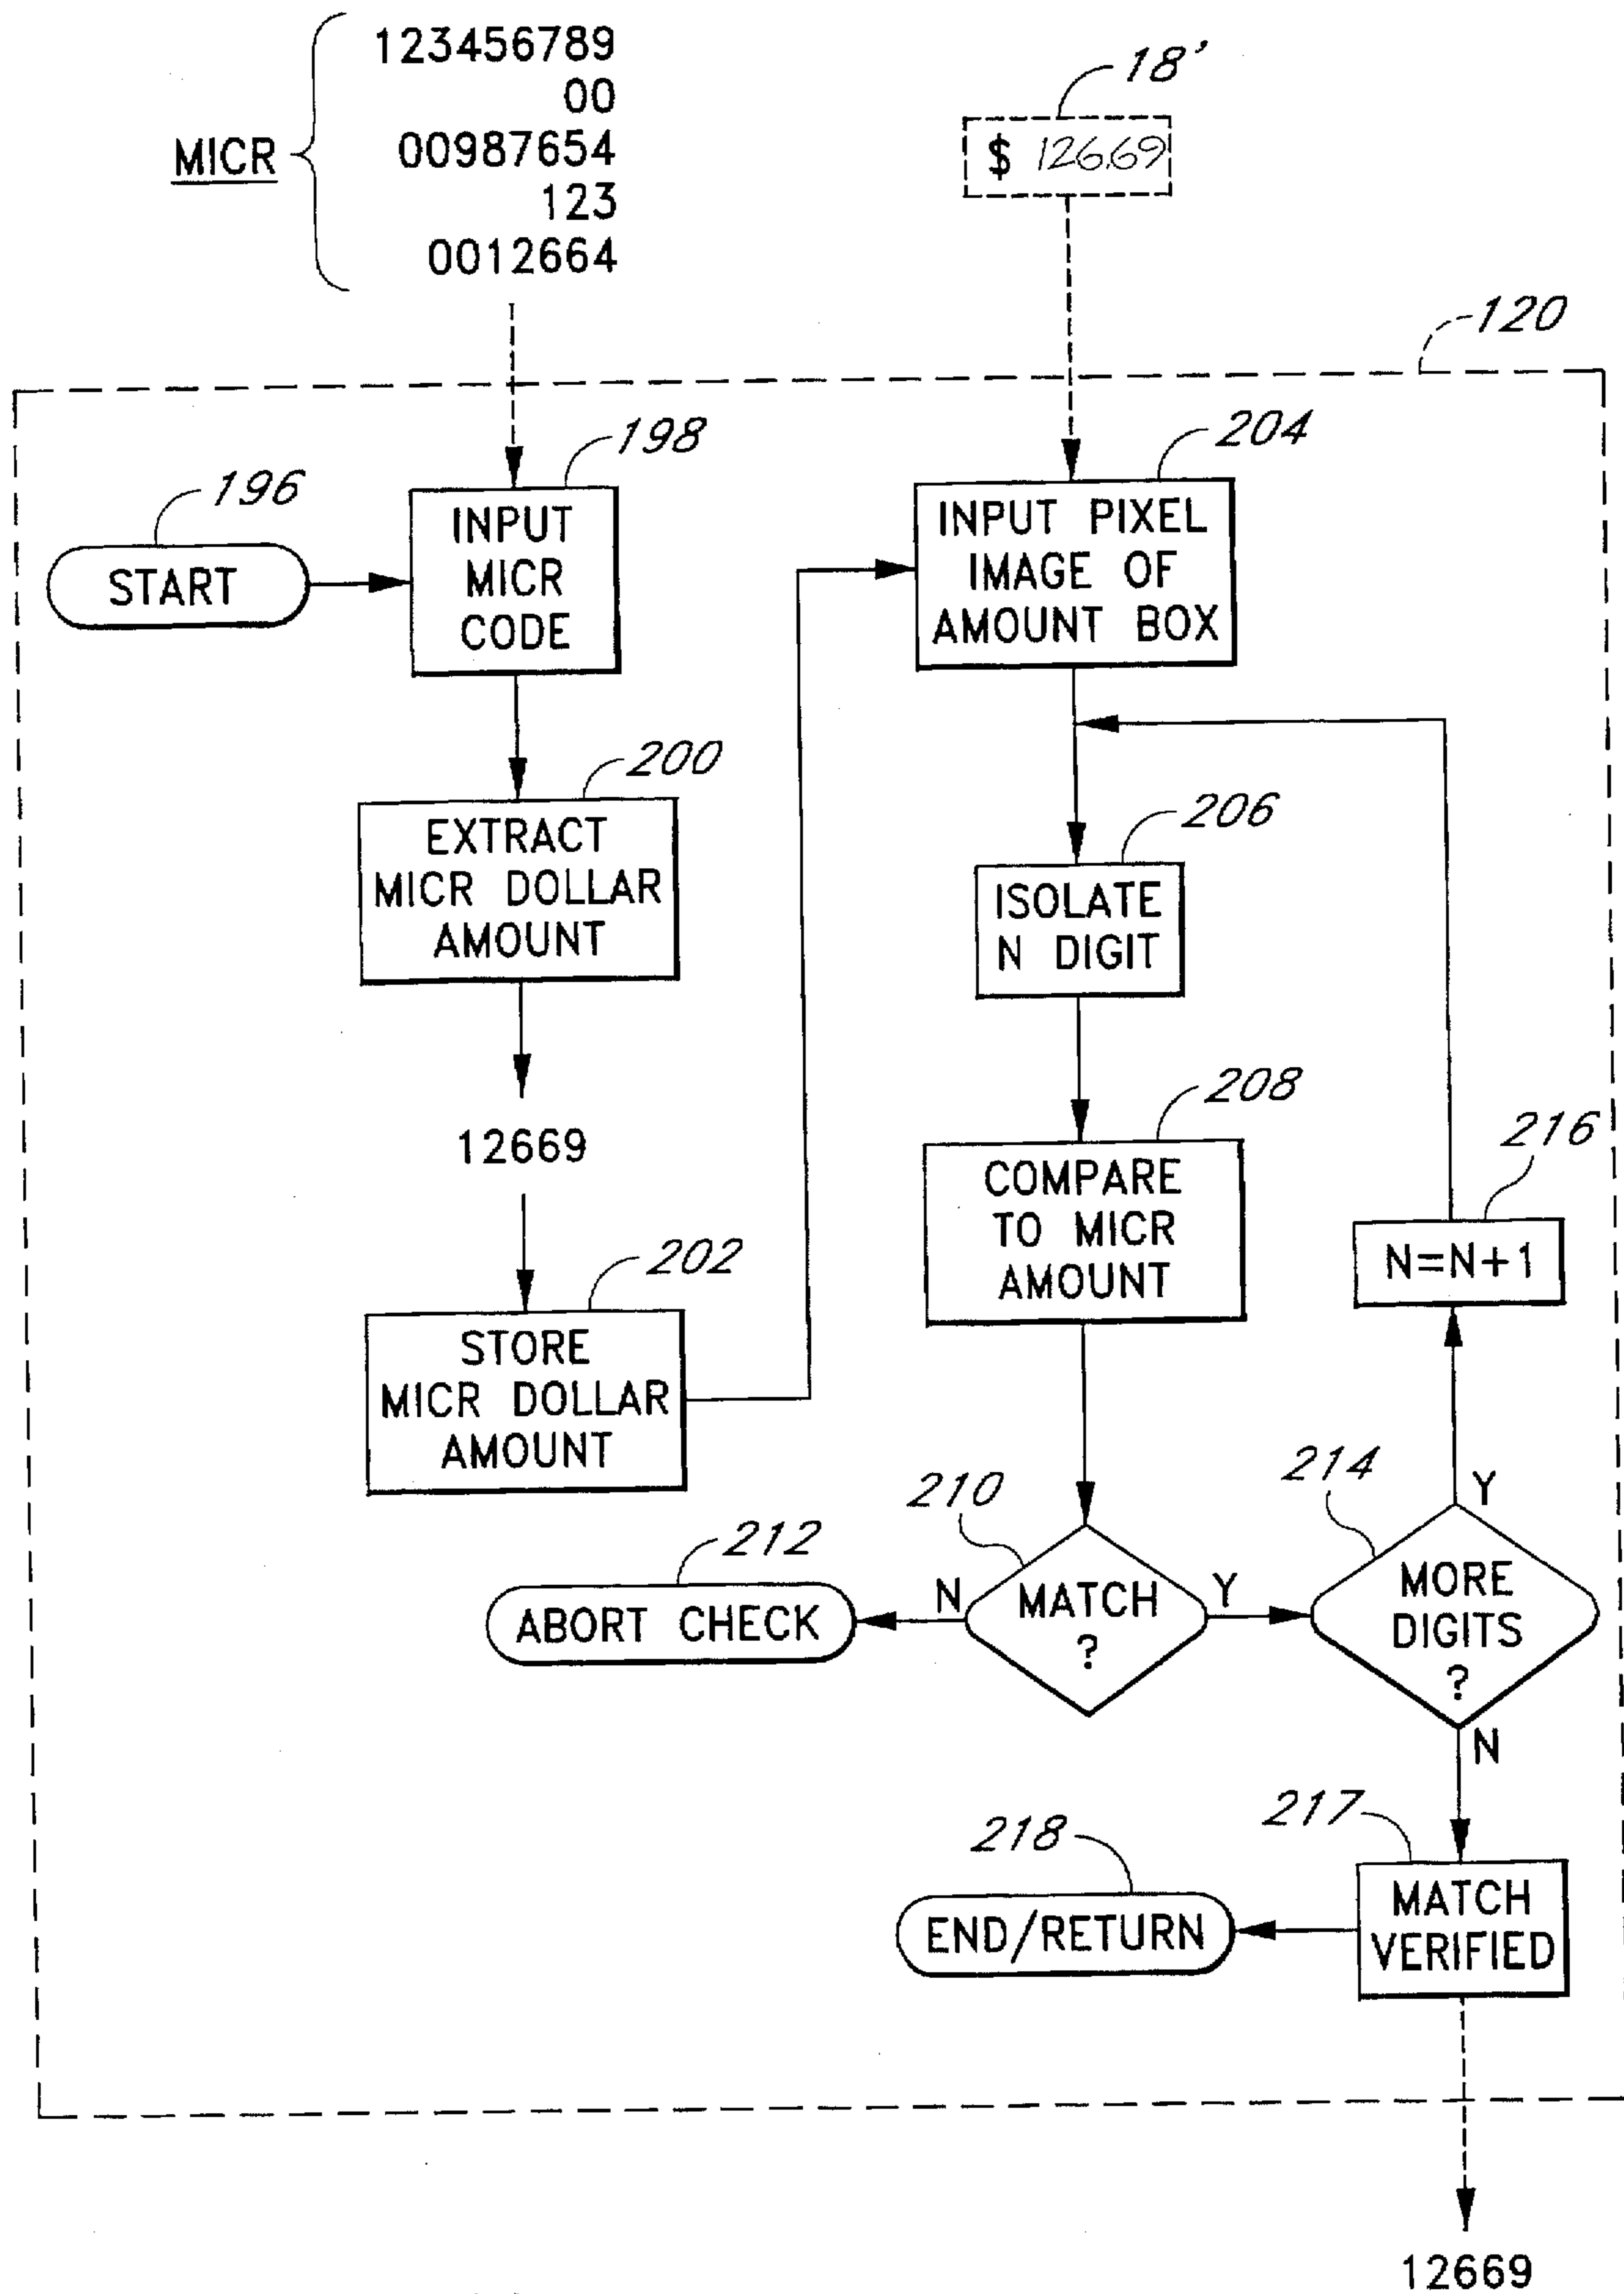 MICR
123456789
00
00987654
123
0012664
18'
$ 126.69
120
196
START
198
INPUT
MICR
CODE
200
EXTRACT
MICR DOLLAR
AMOUNT
12669
202
STORE
MICR DOLLAR
AMOUNT
204
INPUT PIXEL
IMAGE OF
AMOUNT BOX
206
ISOLATE
N DIGIT
208
COMPARE
TO MICR
AMOUNT
216
N=N+1
210
MATCH
?
N
Y
212
ABORT CHECK
214
MORE
DIGITS
?
Y
N
217
MATCH
VERIFIED
218
END/RETURN
12669